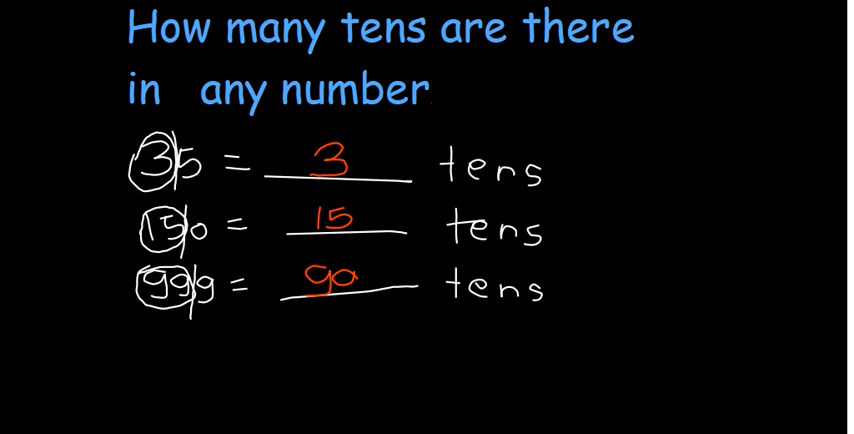 How many tens are there
in any number
35 = 3 tens
150 = 15 tens
999 = 90 tens